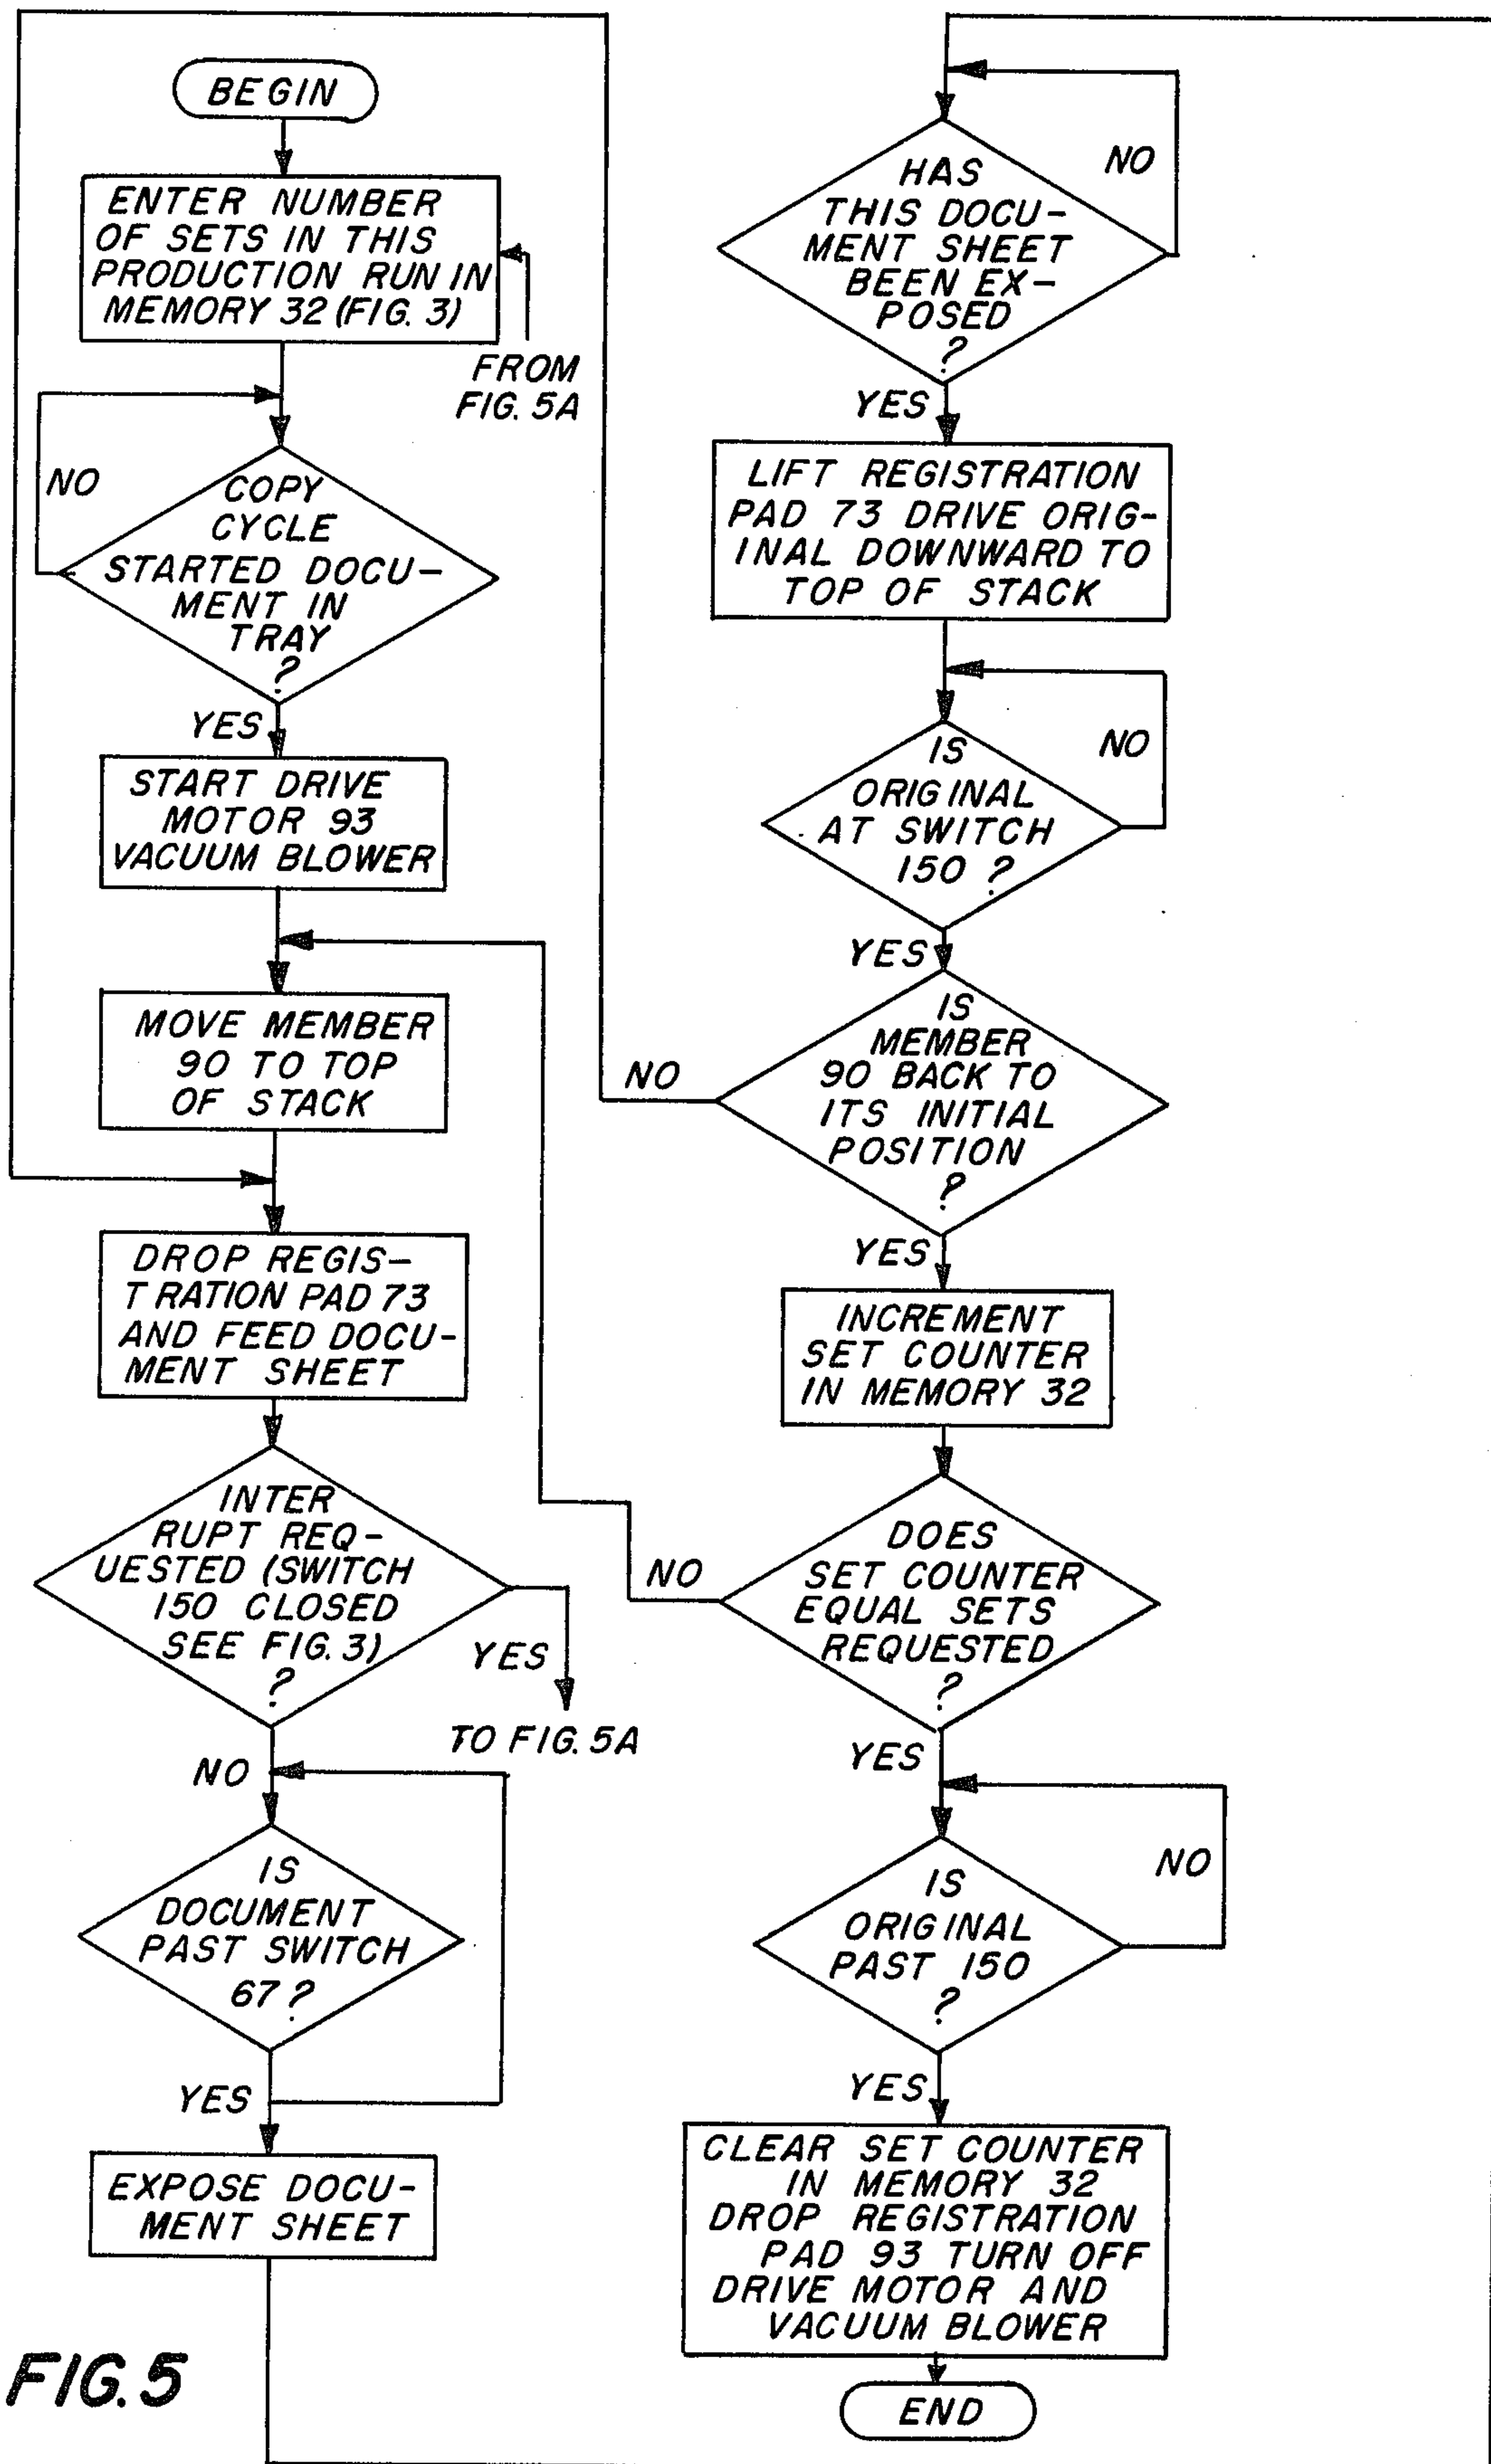 BEGIN
ENTER NUMBER
OF SETS IN THIS
PRODUCTION RUN IN
MEMORY 32 (FIG. 3)
FROM
FIG. 5A
NO
COPY
CYCLE
STARTED DOCU-
MENT IN
TRAY
?
YES
START DRIVE
MOTOR 93
VACUUM BLOWER
MOVE MEMBER
90 TO TOP
OF STACK
DROP REGIS-
TRATION PAD 73
AND FEED DOCU-
MENT SHEET
INTER
RUPT REQ-
UESTED (SWITCH
150 CLOSED
SEE FIG. 3)
?
YES
TO FIG. 5A
NO
IS
DOCUMENT
PAST SWITCH
67 ?
YES
EXPOSE DOCU-
MENT SHEET
HAS
THIS DOCU-
MENT SHEET
BEEN EX-
POSED
?
NO
YES
LIFT REGISTRATION
PAD 73 DRIVE ORIG-
INAL DOWNWARD TO
TOP OF STACK
IS
ORIGINAL
AT SWITCH
150 ?
NO
YES
IS
MEMBER
90 BACK TO
ITS INITIAL
POSITION
?
NO
YES
INCREMENT
SET COUNTER
IN MEMORY 32
DOES
SET COUNTER
EQUAL SETS
REQUESTED
?
NO
YES
IS
ORIGINAL
PAST 150
?
NO
YES
CLEAR SET COUNTER
IN MEMORY 32
DROP REGISTRATION
PAD 93 TURN OFF
DRIVE MOTOR AND
VACUUM BLOWER
END
FIG. 5